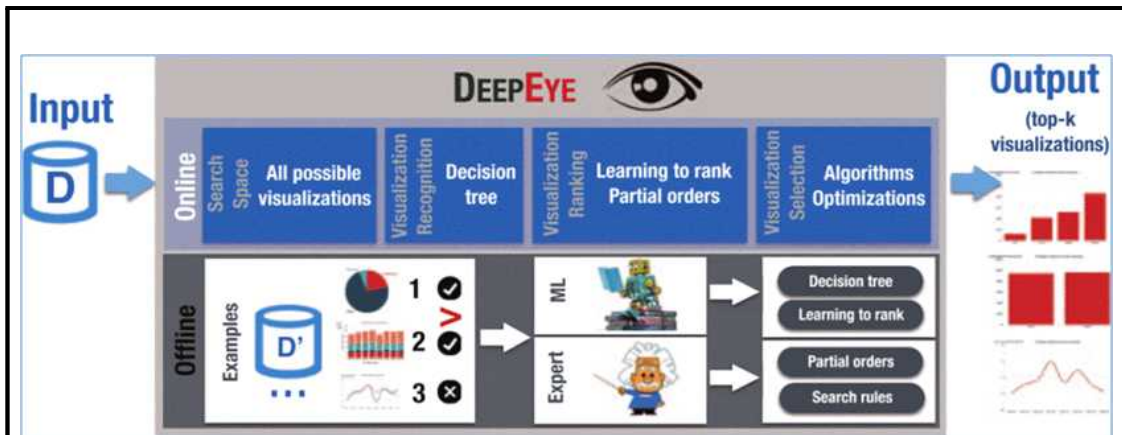 DEEPEYE
Input
D
Output
(top-k
visualizations)
Online
Search
Space
All possible
visualizations
Visualization
Recognition
Decision
tree
Visualization
Ranking
Learning to rank
Partial orders
Visualization
Selection
Algorithms
Optimizations
Offline
Examples
D'
...
1
2
3
ML
Expert
Decision tree
Learning to rank
Partial orders
Search rules